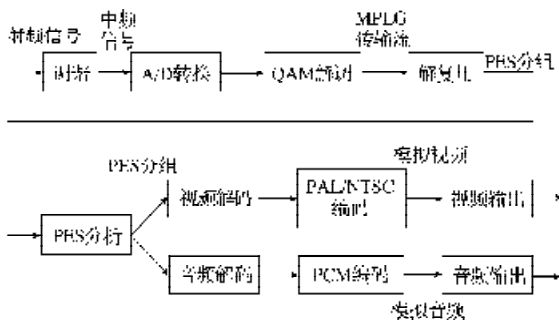 射频信号
中频
信号
MPLG
传输流
调谐
A/D转换
QAM解调
解复用
PES分组
PES分组
模拟视频
PES分析
视频解码
PAL/NTSC
编码
视频输出
音频解码
PCM编码
音频输出
模拟音频